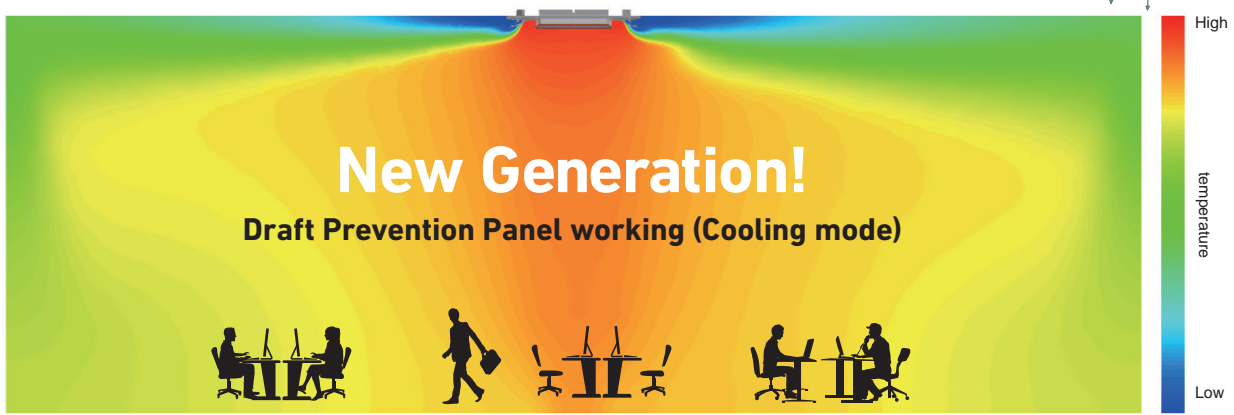 High
New Generation!
Draft Prevention Panel working (Cooling mode)
temperature
Low